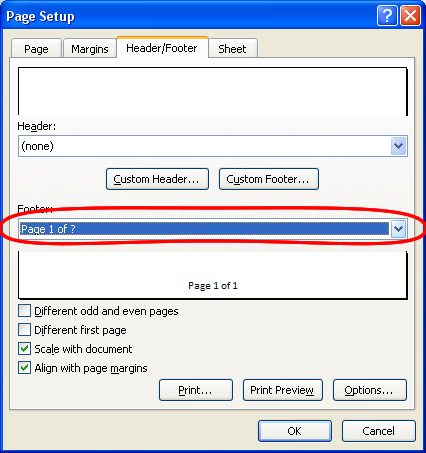 Page Setup
Page Margins Header/Footer Sheet
Header:
(none)
Custom Header... Custom Footer...
Footer:
Page 1 of ?
Page 1 of 1
Different odd and even pages
Different first page
Scale with document
Align with page margins
Print... Print Preview Options...
OK Cancel